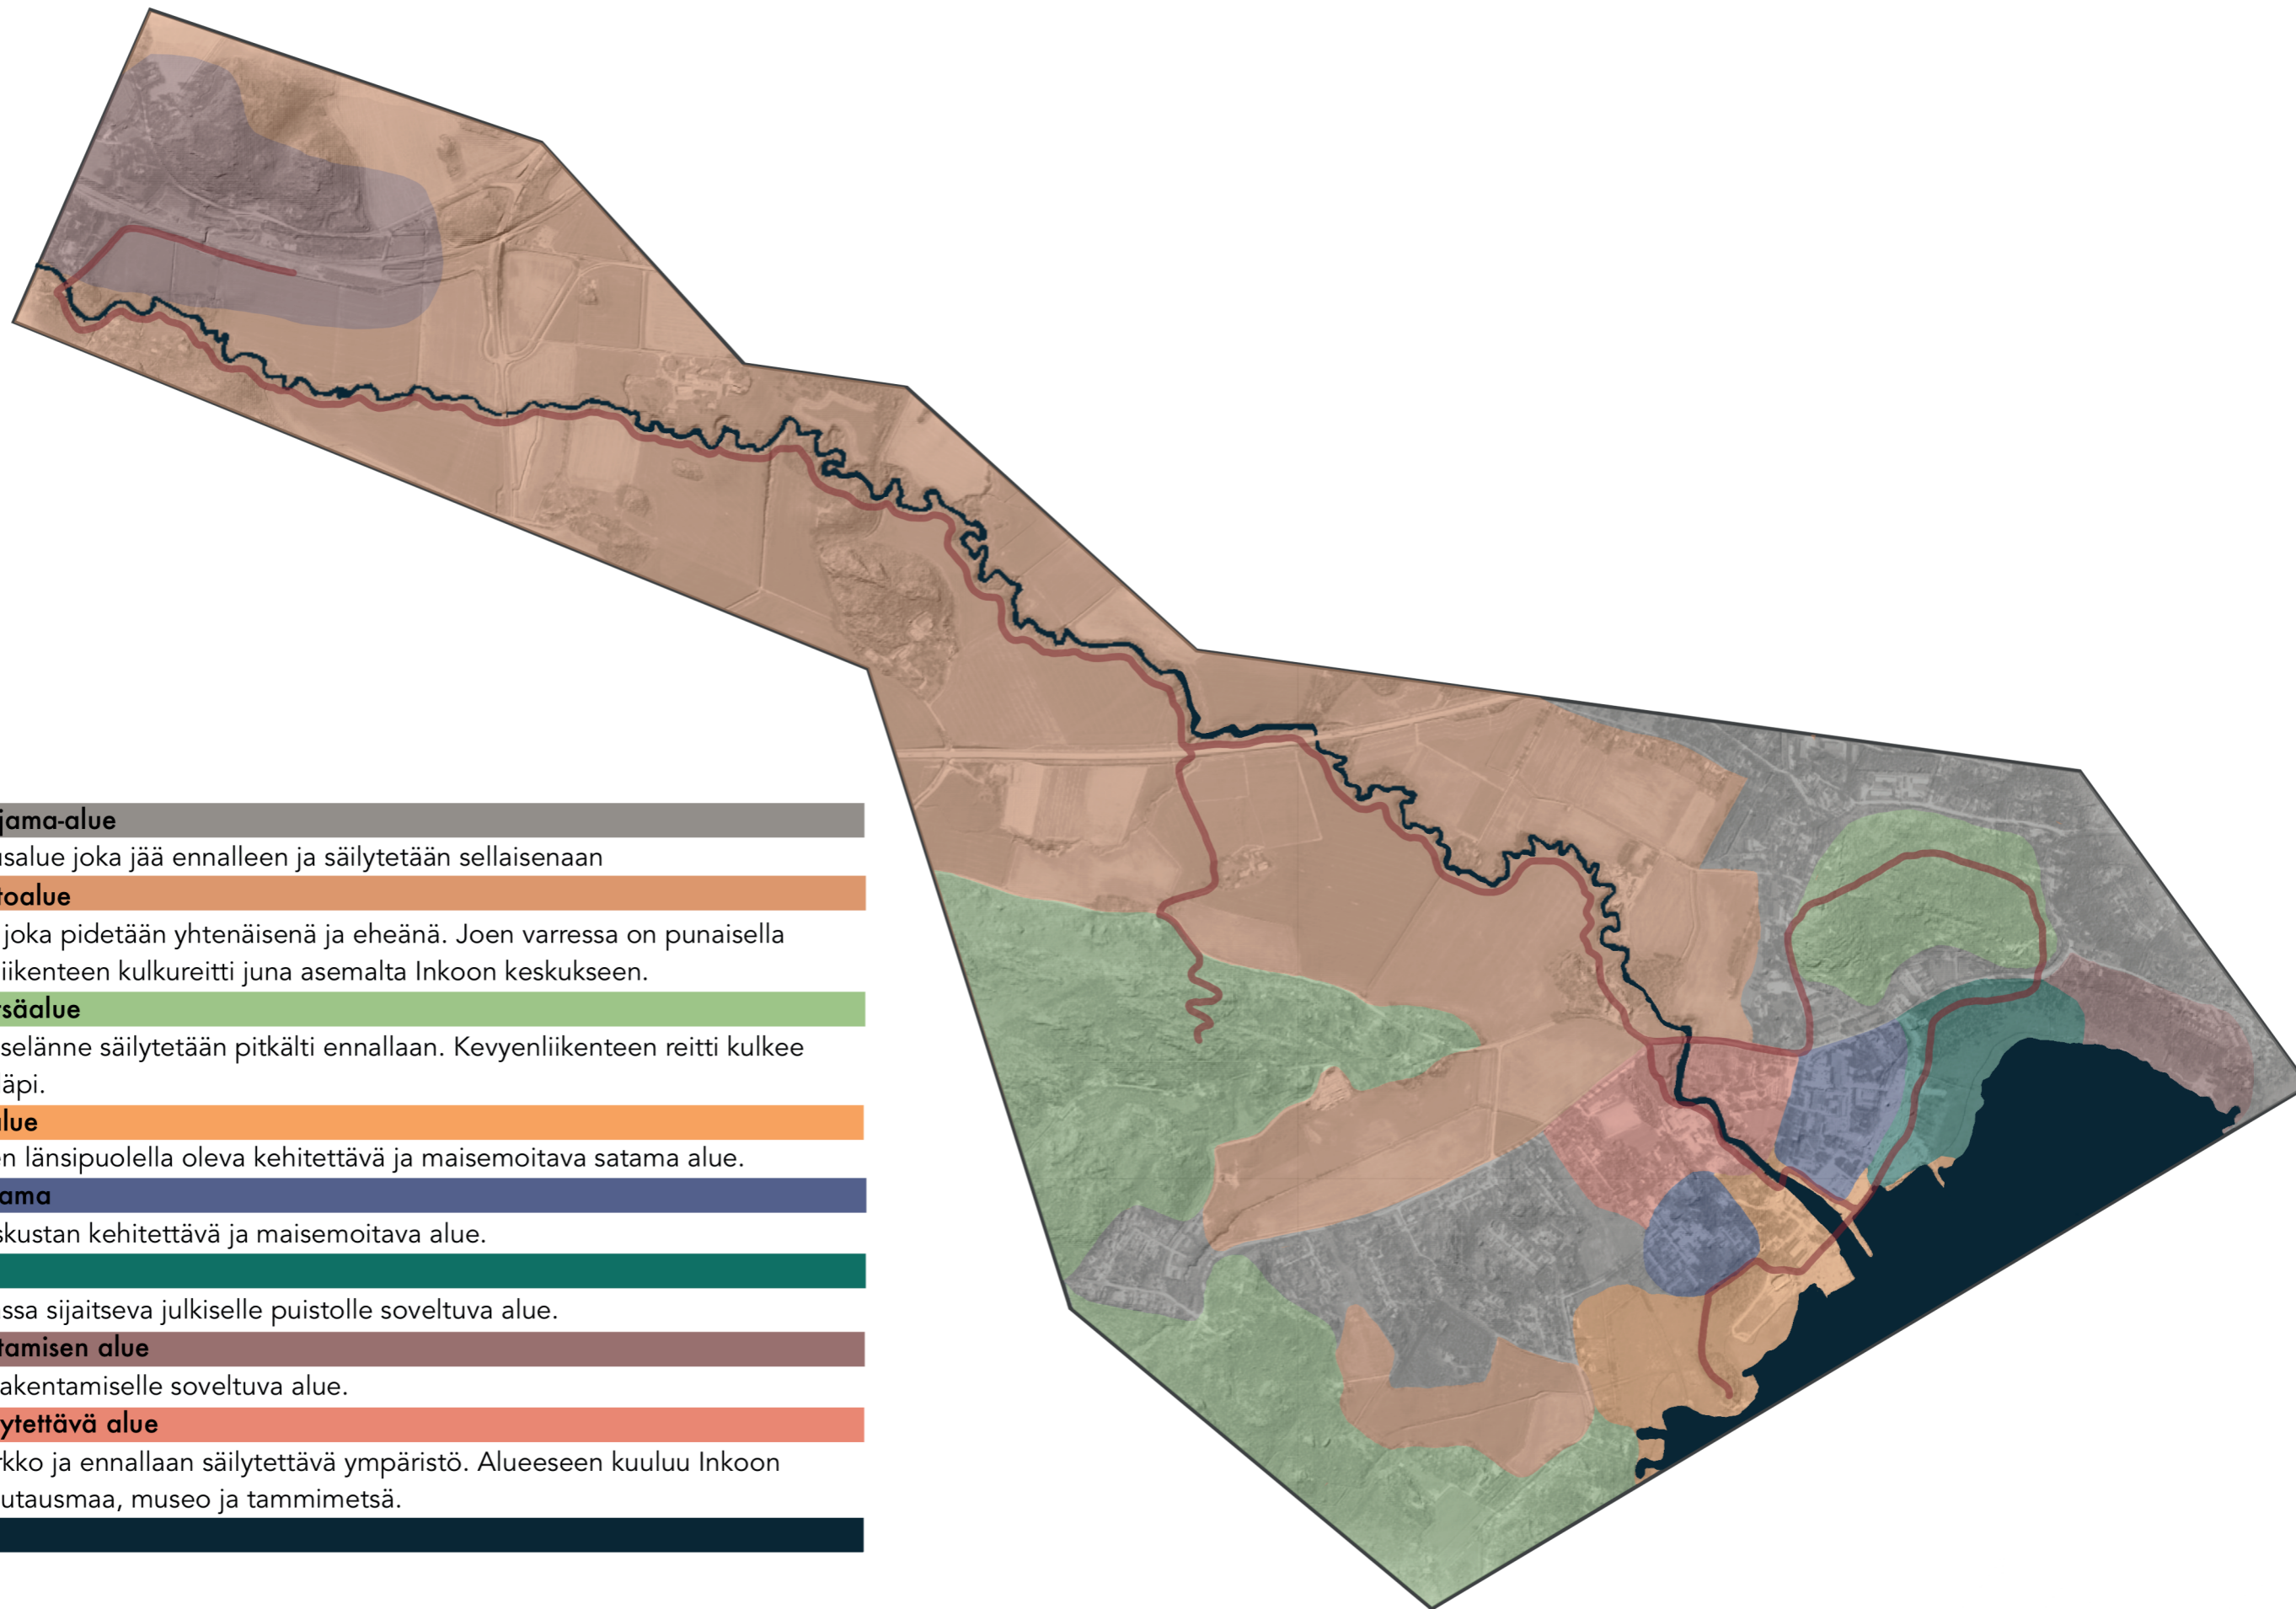 jama-alue
usalue joka jää ennalleen ja säilytetään sellaisenaan
toalue
joka pidetään yhtenäisenä ja eheänä. Joen varressa on punaisella
liikenteen kulkureitti juna asemalta Inkoon keskukseen.
tsäalue
selänne säilytetään pitkälti ennallaan. Kevyenliikenteen reitti kulkee
läpi.
alue
en länsipuolella oleva kehitettävä ja maisemoitava satama alue.
ama
skustan kehitettävä ja maisemoitava alue.
ssa sijaitseva julkiselle puistolle soveltuva alue.
tamisen alue
akentamiselle soveltuva alue.
ytettävä alue
rkko ja ennallaan säilytettävä ympäristö. Alueeseen kuuluu Inkoon
utausmaa, museo ja tammimetsä.